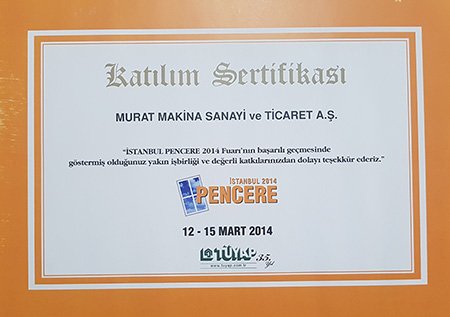 Katılım Sertifikası
MURAT MAKİNA SANAYİ ve TİCARET A.Ş.
“İSTANBUL PENCERE 2014 Fuarı'nın başarılı geçmesinde
göstermiş olduğunuz yakın işbirliği ve değerli katkılarınızdan dolayı teşekkür ederiz.”
İSTANBUL 2014
PENCERE
12 - 15 MART 2014
TÜYAP 35. Yıl
www.tuyap.com.tr